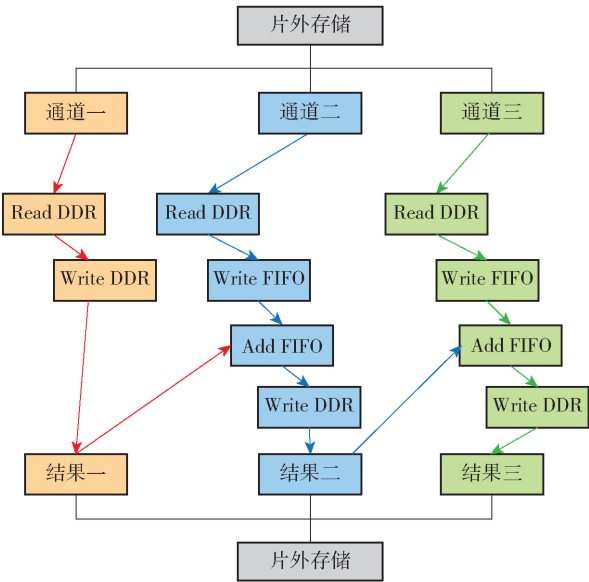 片外存储
通道一
通道二
通道三
Read DDR
Read DDR
Read DDR
Write DDR
Write FIFO
Write FIFO
Add FIFO
Add FIFO
Write DDR
Write DDR
结果一
结果二
结果三
片外存储